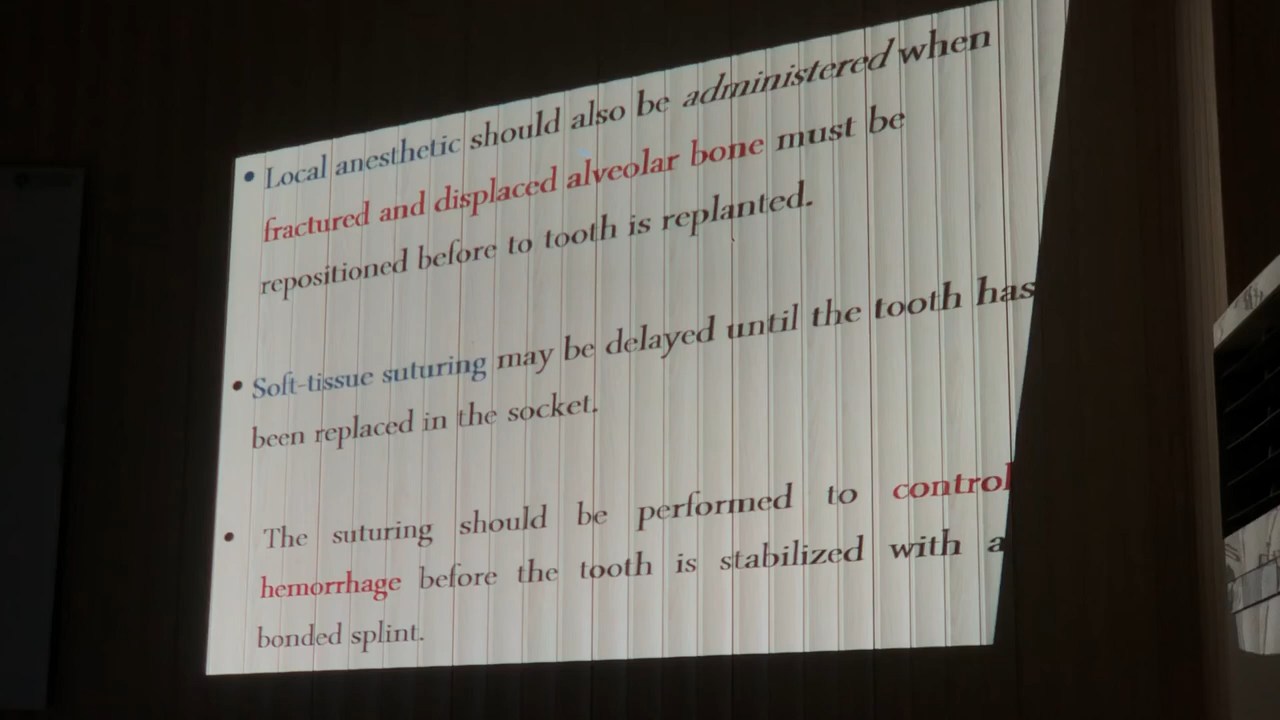 • Local anesthetic should also be administered when
fractured and displaced alveolar bone must be
repositioned before to tooth is replanted.
• Soft-tissue suturing may be delayed until the tooth has
been replaced in the socket.
• The suturing should be performed to control
hemorrhage before the tooth is stabilized with a
bonded splint.